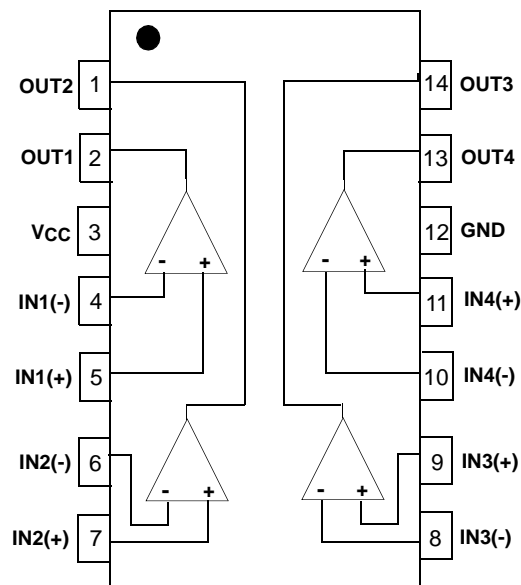 OUT2 1
14 OUT3
OUT1 2
13 OUT4
VCC 3
12 GND
- +
- +
IN1(-) 4
11 IN4(+)
IN1(+) 5
10 IN4(-)
IN2(-) 6
9 IN3(+)
- +
- +
IN2(+) 7
8 IN3(-)